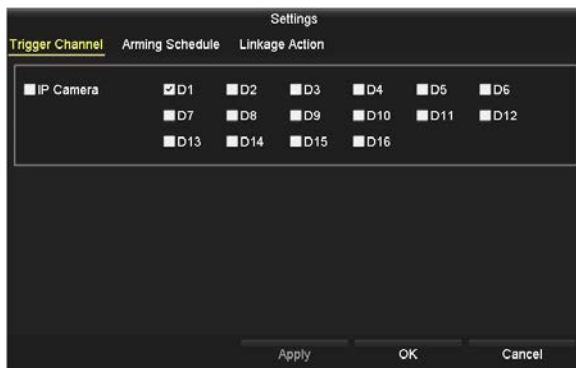 Settings
Trigger Channel Arming Schedule Linkage Action
IP Camera D1 D2 D3 D4 D5 D6
D7 D8 D9 D10 D11 D12
D13 D14 D15 D16
Apply OK Cancel